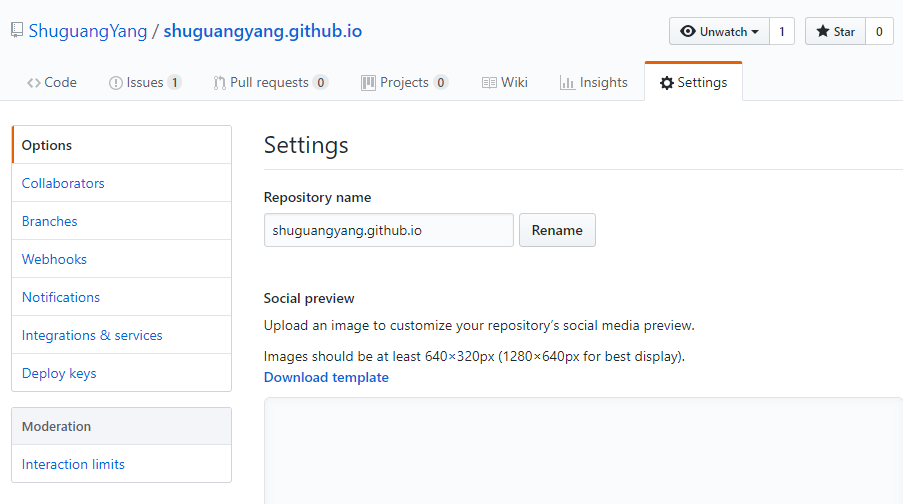 ShuguangYang / shuguangyang.github.io
Unwatch 1 Star 0
Code Issues 1 Pull requests 0 Projects 0 Wiki Insights Settings
Options
Collaborators
Branches
Webhooks
Notifications
Integrations & services
Deploy keys
Moderation
Interaction limits
Settings
Repository name
shuguangyang.github.io Rename
Social preview
Upload an image to customize your repository’s social media preview.
Images should be at least 640×320px (1280×640px for best display).
Download template